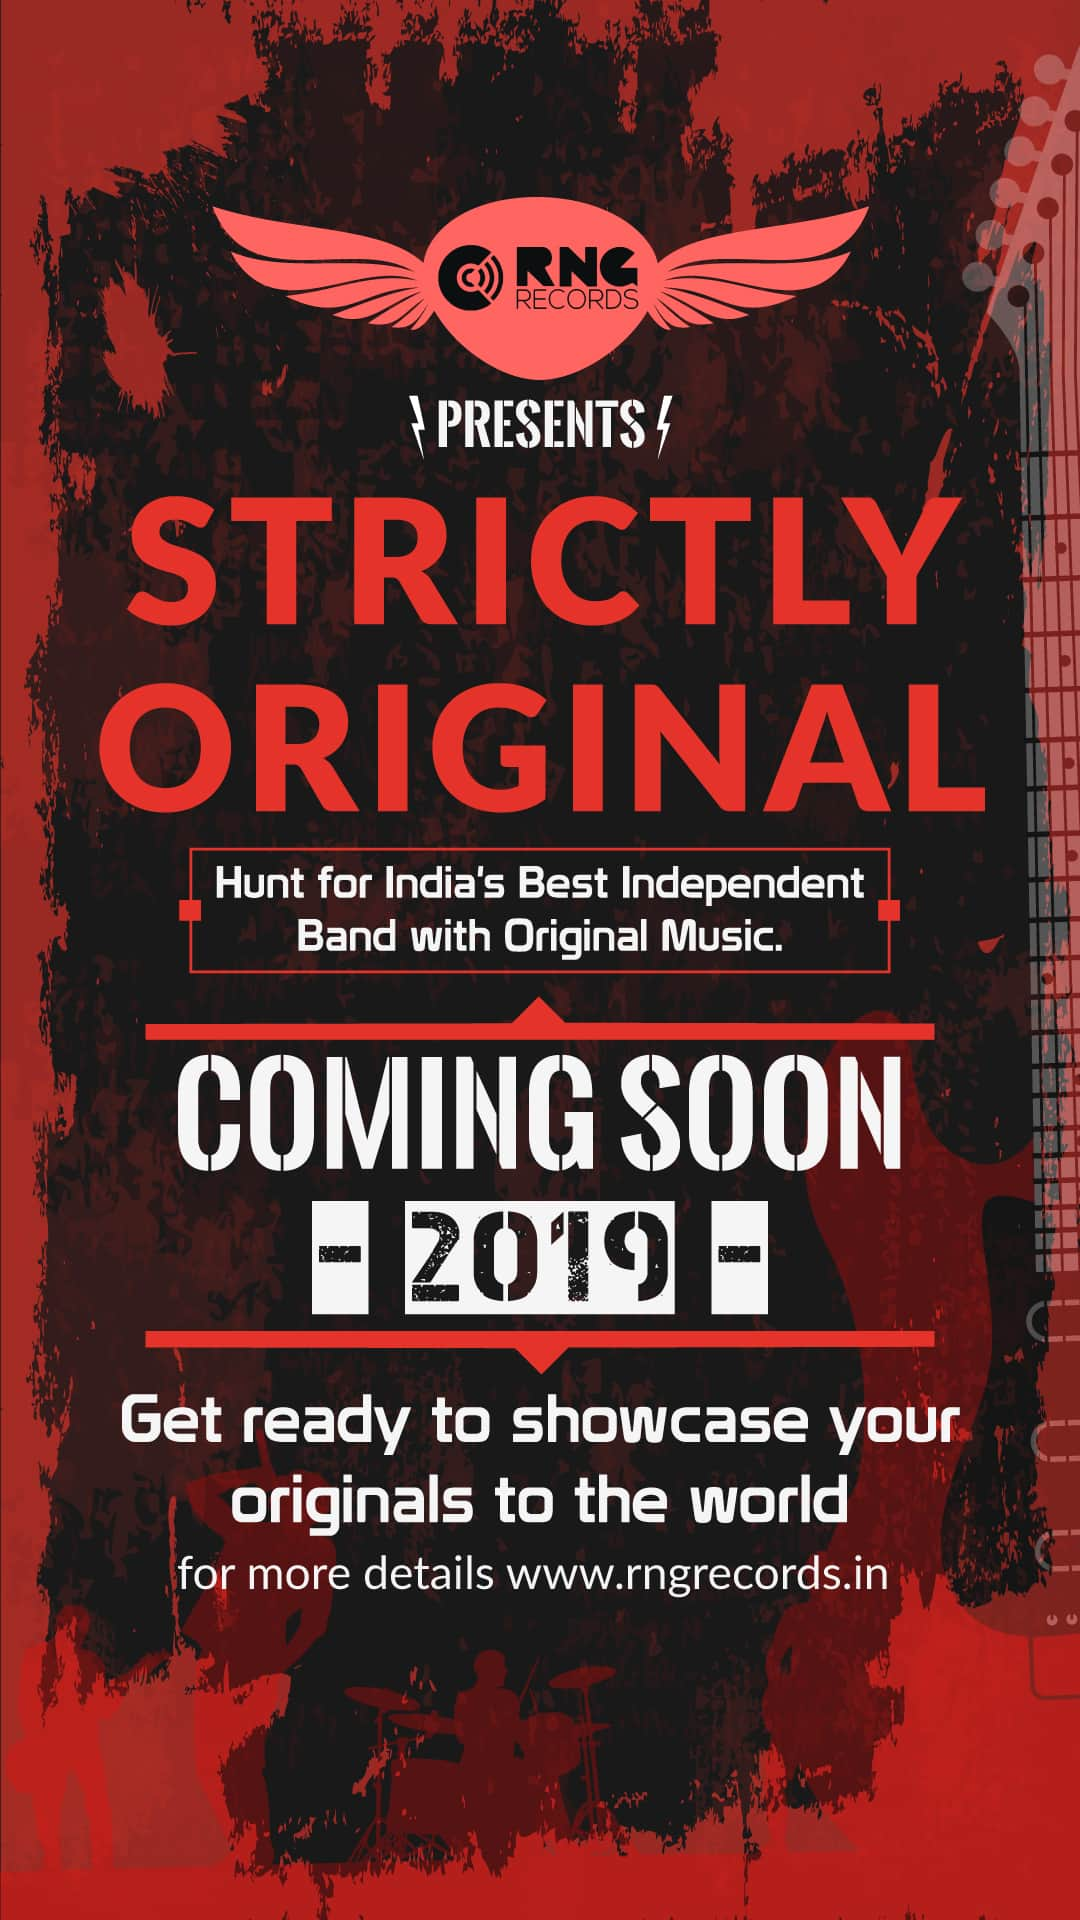 RNG
RECORDS
PRESENTS
STRICTLY
ORIGINAL
Hunt for India's Best Independent
Band with Original Music.
COMING SOON
- 2019 -
Get ready to showcase your
originals to the world
for more details www.rngrecords.in